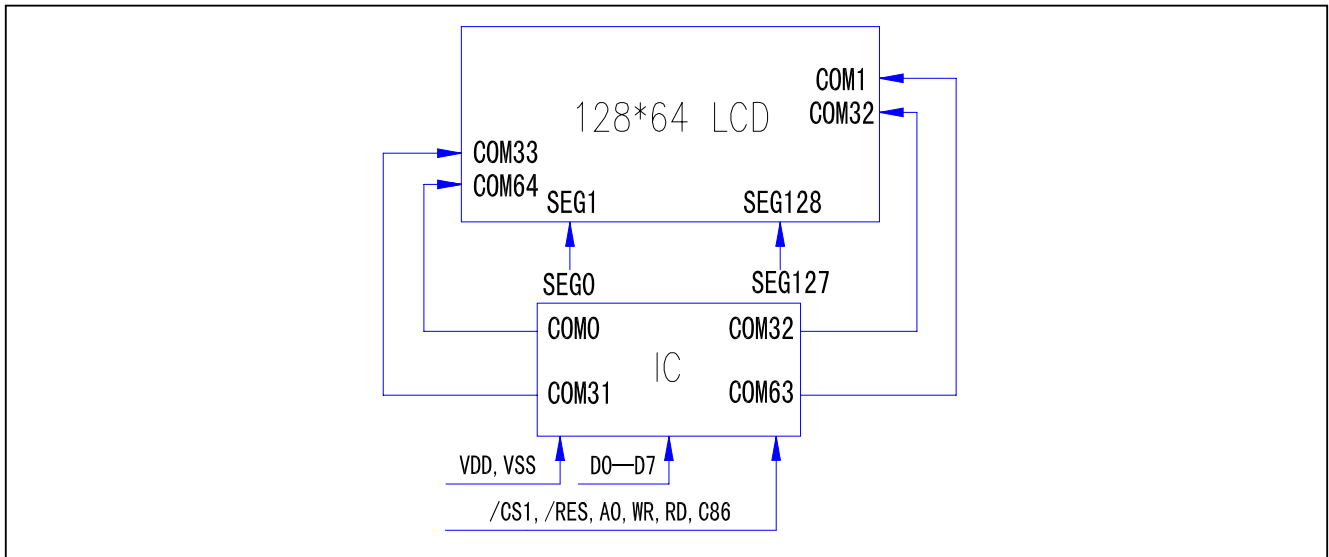 COM1
128*64 LCD
COM32
COM33
COM64
SEG1
SEG128
SEG0
SEG127
COM0
COM32
IC
COM31
COM63
VDD, VSS
D0—D7
/CS1, /RES, A0, WR, RD, C86